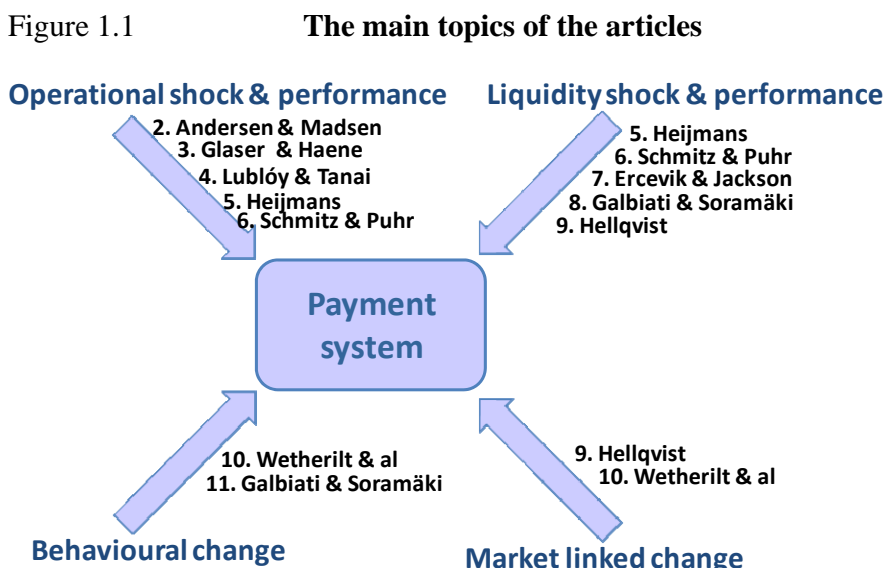 Figure 1.1 The main topics of the articles
Operational shock & performance
2. Andersen & Madsen
3. Glaser & Haene
4. Lublóy & Tanai
5. Heijmans
6. Schmitz & Puhr
Liquidity shock & performance
5. Heijmans
6. Schmitz & Puhr
7. Ercevik & Jackson
8. Galbiati & Soramäki
9. Hellqvist
Payment
system
10. Wetherilt & al
11. Galbiati & Soramäki
Behavioural change
9. Hellqvist
10. Wetherilt & al
Market linked change